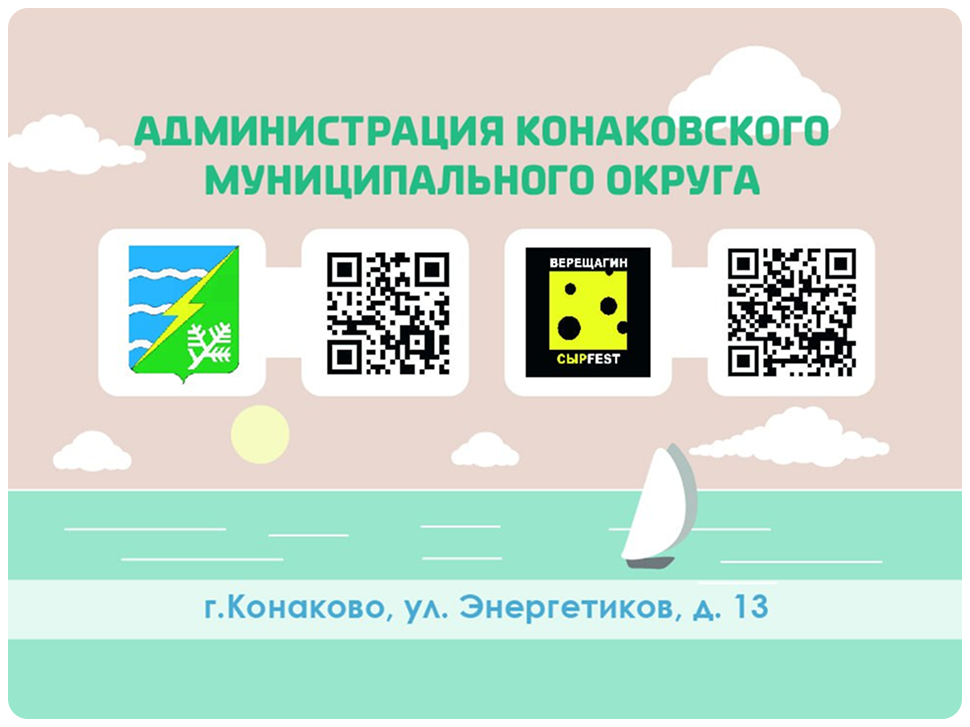 АДМИНИСТРАЦИЯ КОНАКОВСКОГО
МУНИЦИПАЛЬНОГО ОКРУГА
ВЕРЕЩАГИН
СЫРFEST
г.Конаково, ул. Энергетиков, д. 13